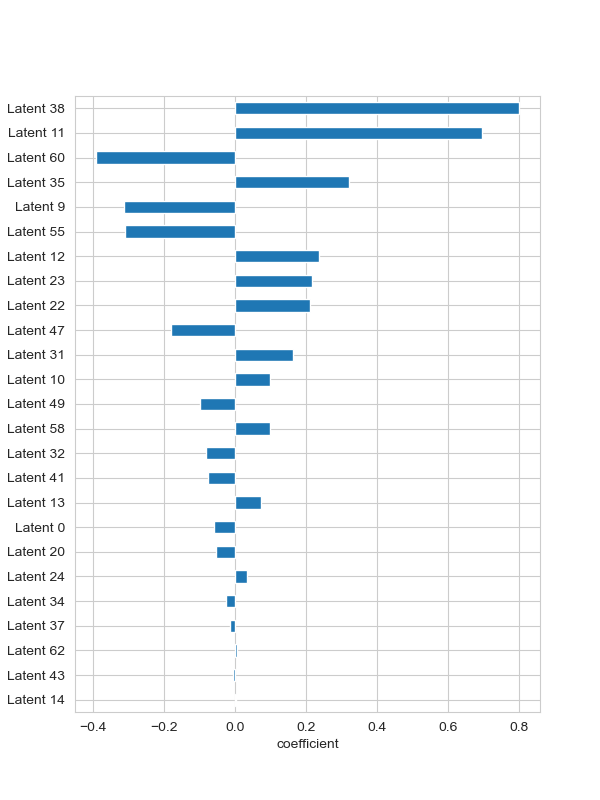 Latent 38
Latent 11
Latent 60
Latent 35
Latent 9
Latent 55
Latent 12
Latent 23
Latent 22
Latent 47
Latent 31
Latent 10
Latent 49
Latent 58
Latent 32
Latent 41
Latent 13
Latent 0
Latent 20
Latent 24
Latent 34
Latent 37
Latent 62
Latent 43
Latent 14
−0.4 −0.2 0.0 0.2 0.4 0.6 0.8
coefficient